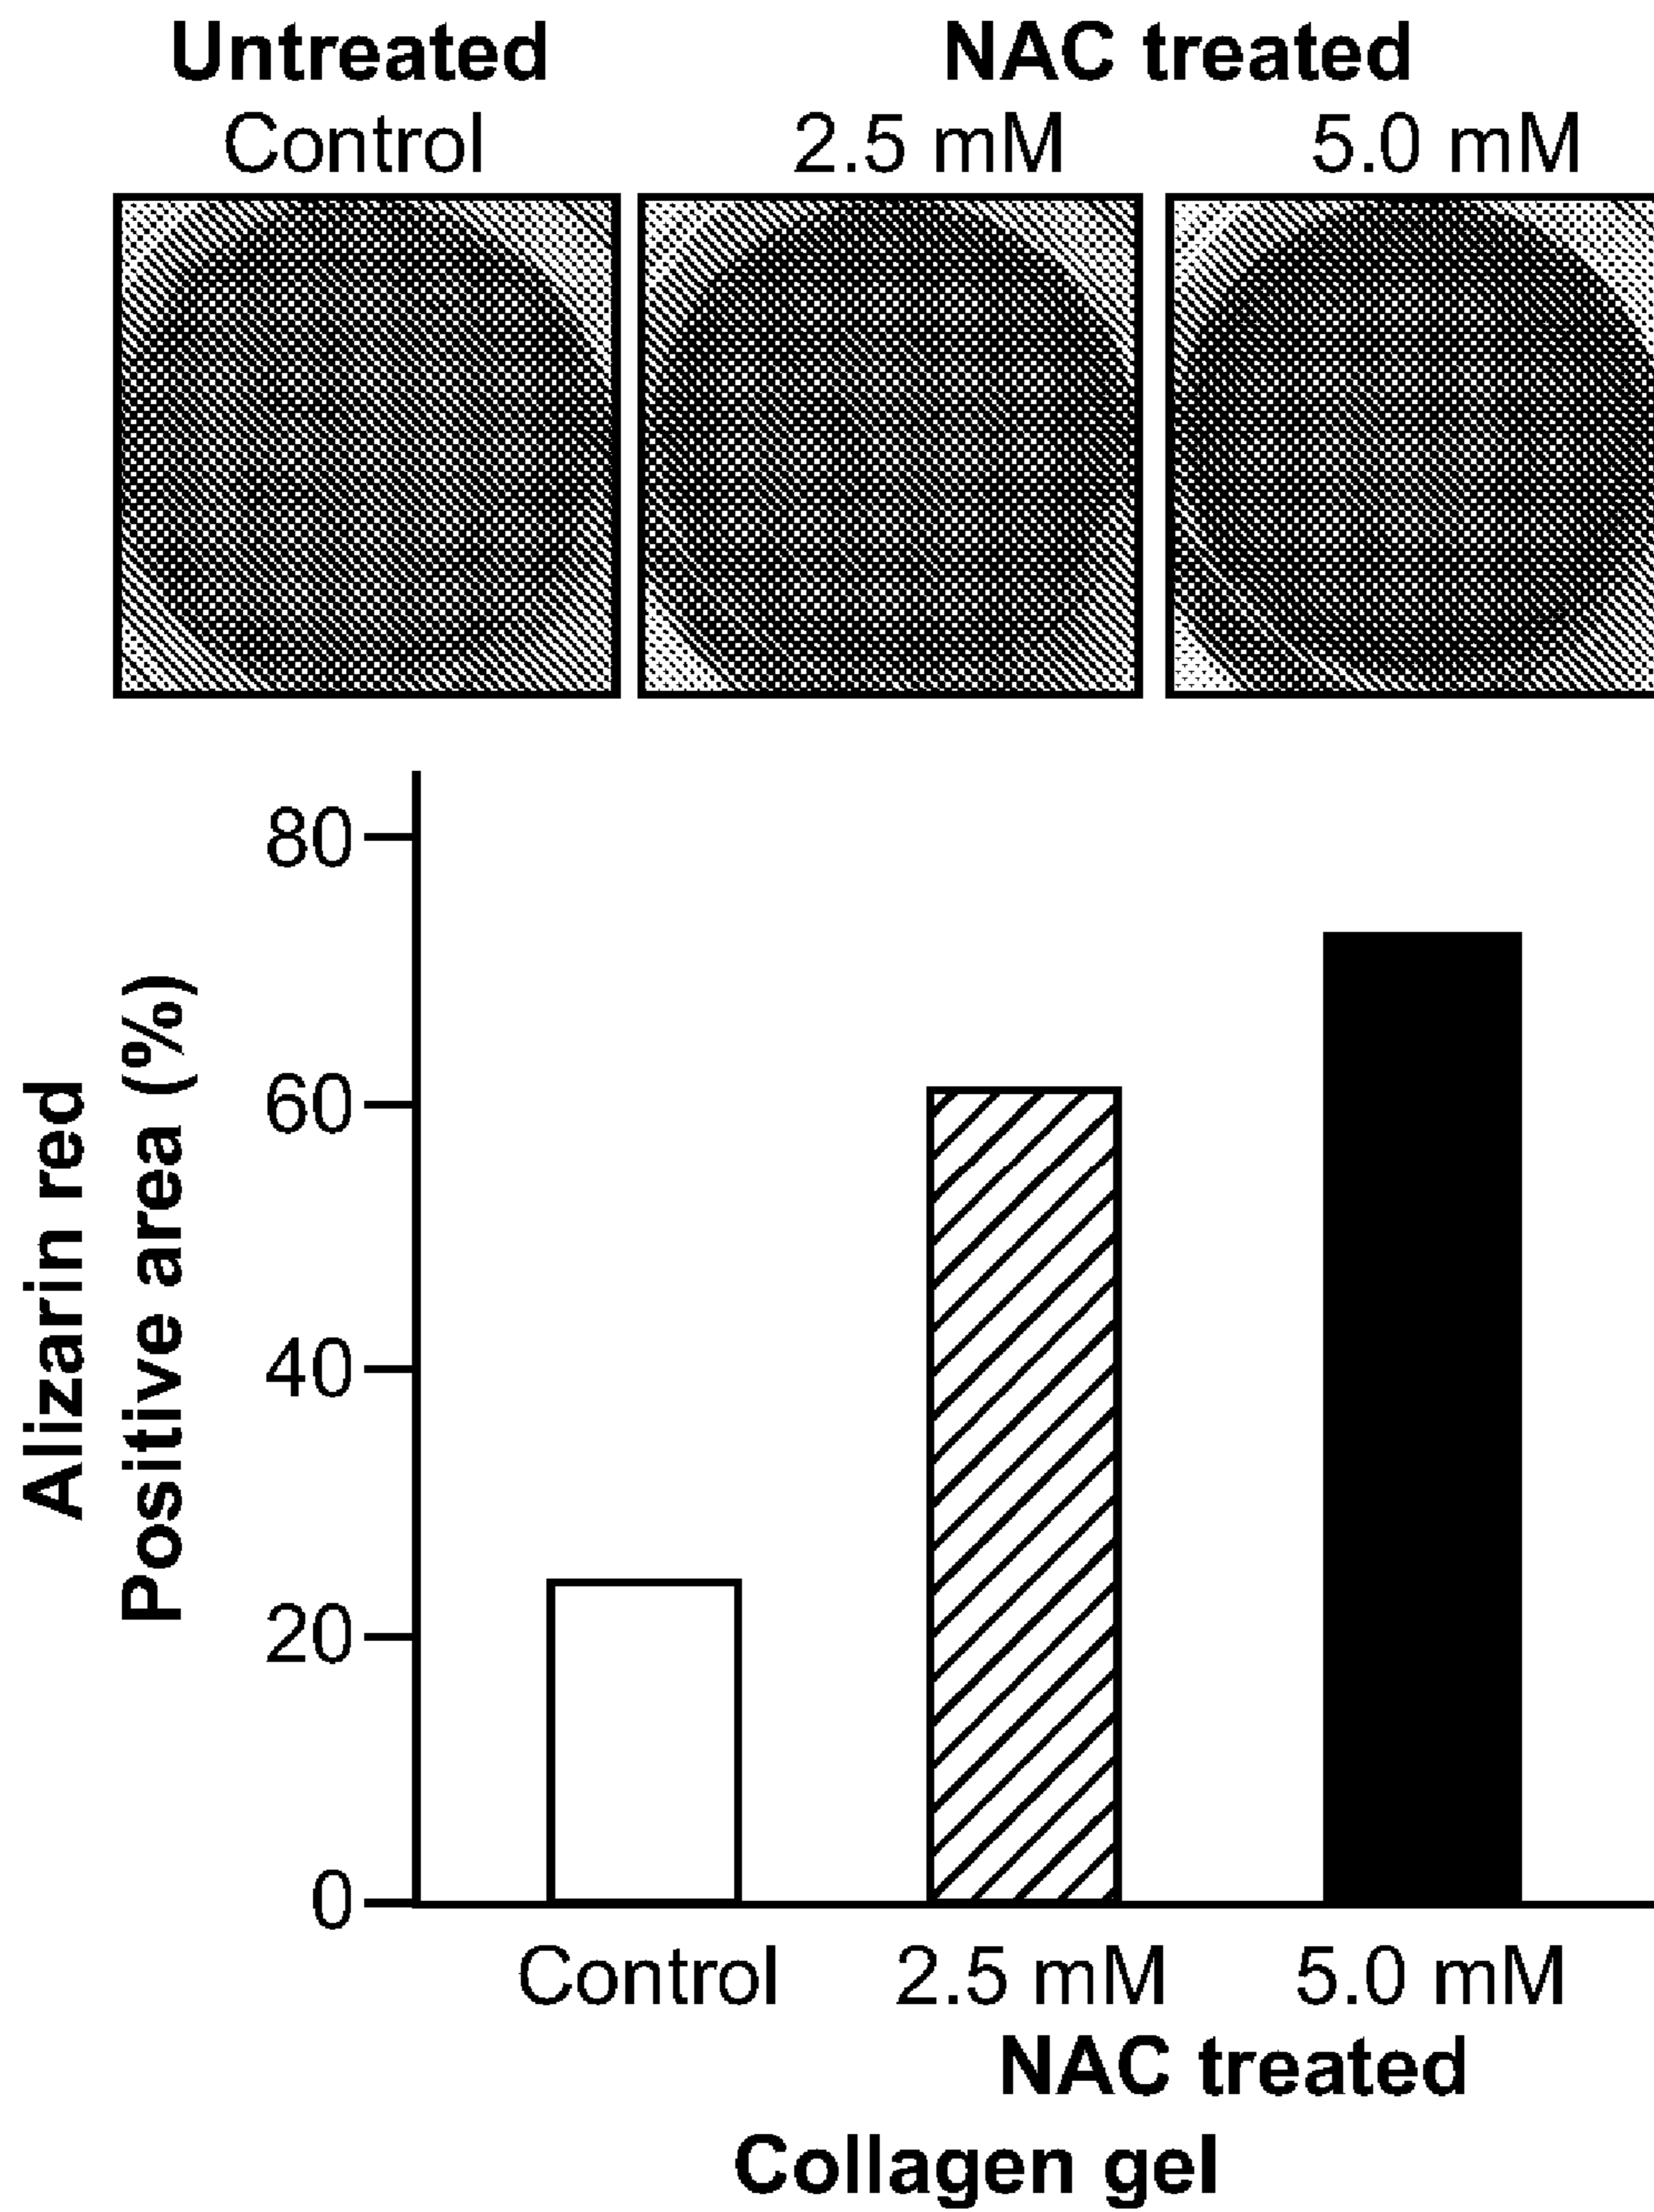 Untreated
NAC treated
Control
2.5 mM
5.0 mM
Alizarin red
Positive area (%)
80
60
40
20
0
Control
2.5 mM
5.0 mM
NAC treated
Collagen gel